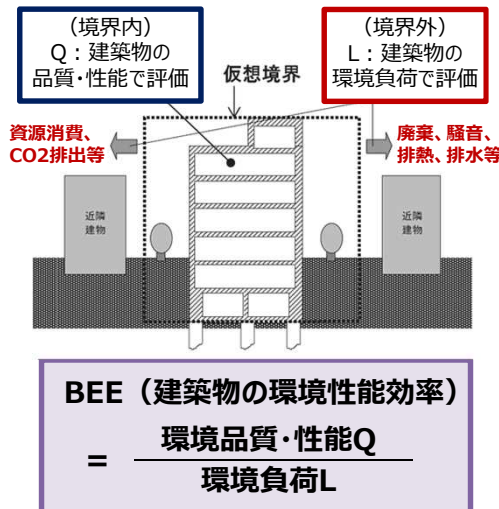 （境界内）
Q：建築物の
品質・性能で評価
仮想境界
（境界外）
L：建築物の
環境負荷で評価
資源消費、
CO2排出等
廃棄、騒音、
排熱、排水等
近隣
建物
近隣
建物
BEE（建築物の環境性能効率）
= 環境品質・性能Q
環境負荷L